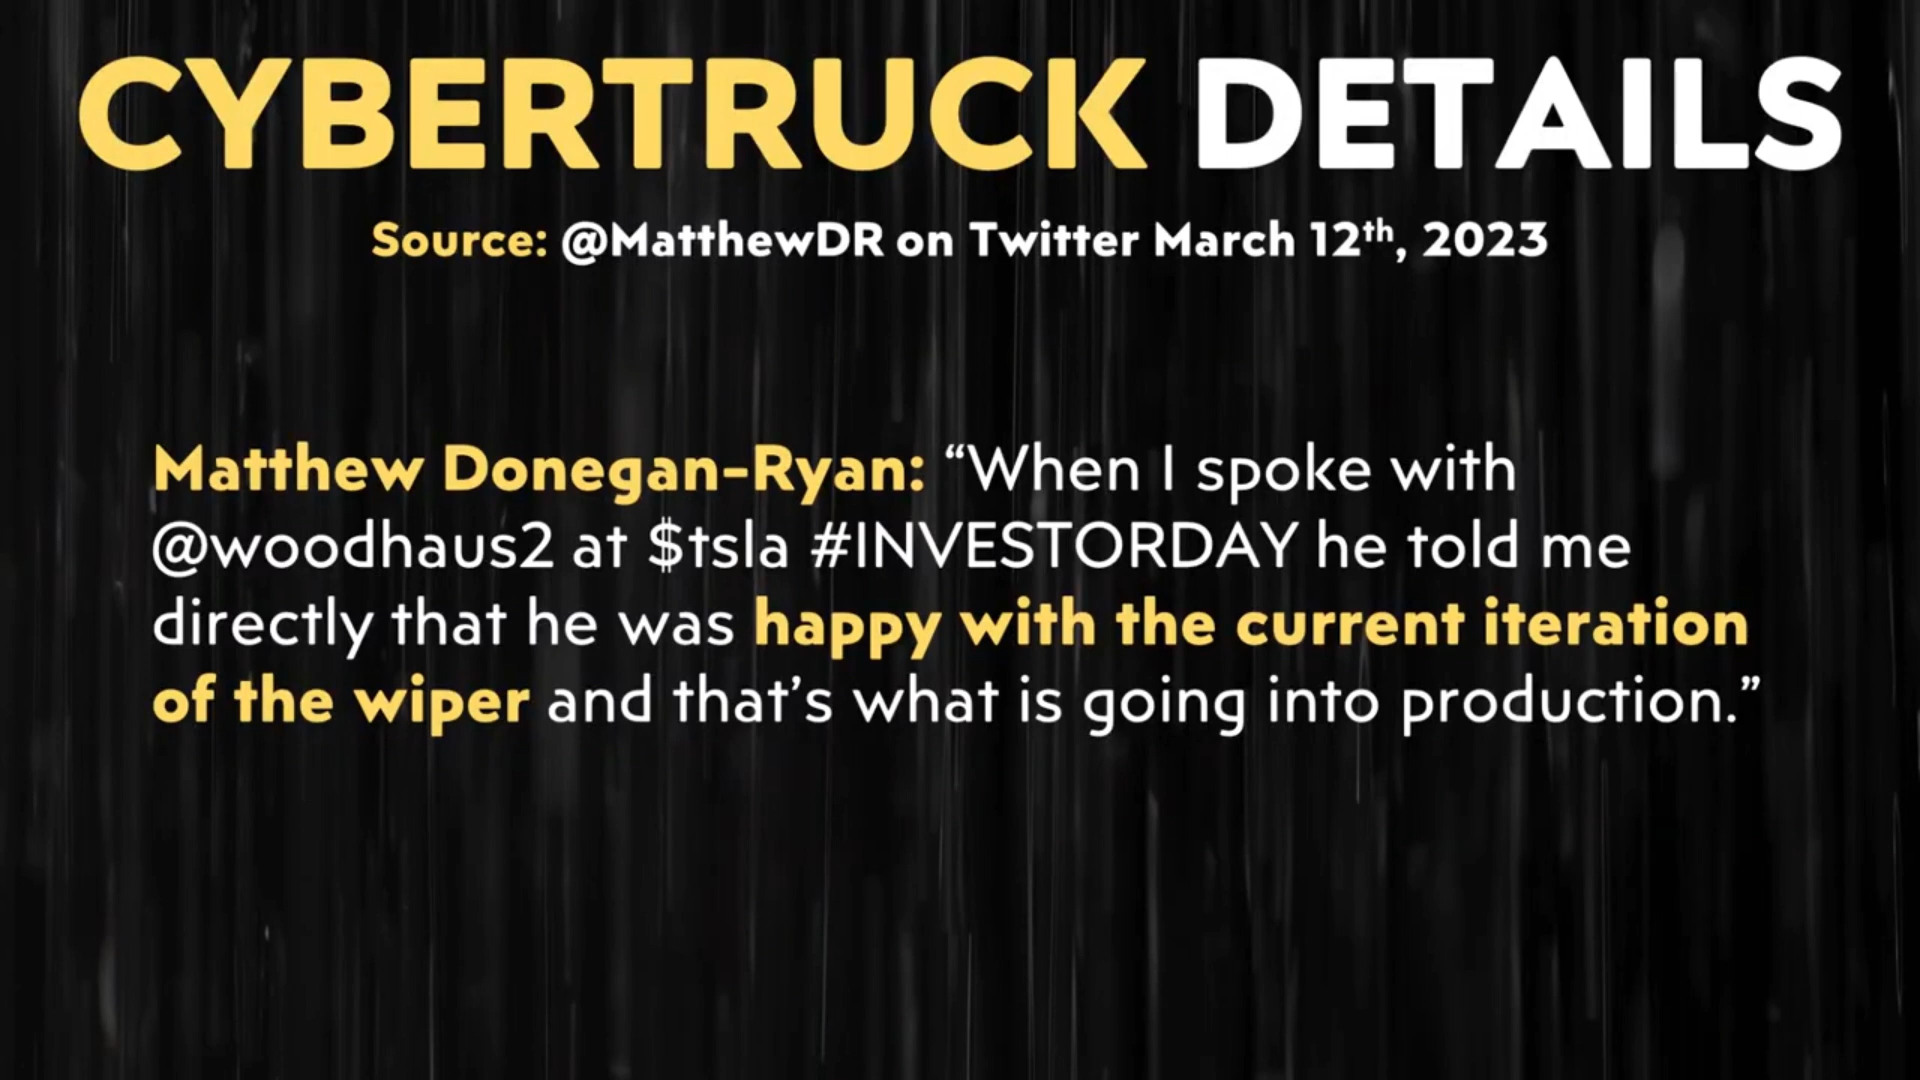 CYBERTRUCK DETAILS
Source: @MatthewDR on Twitter March 12th, 2023
Matthew Donegan-Ryan: “When I spoke with
@woodhaus2 at $tsla #INVESTORDAY he told me
directly that he was happy with the current iteration
of the wiper and that’s what is going into production.”